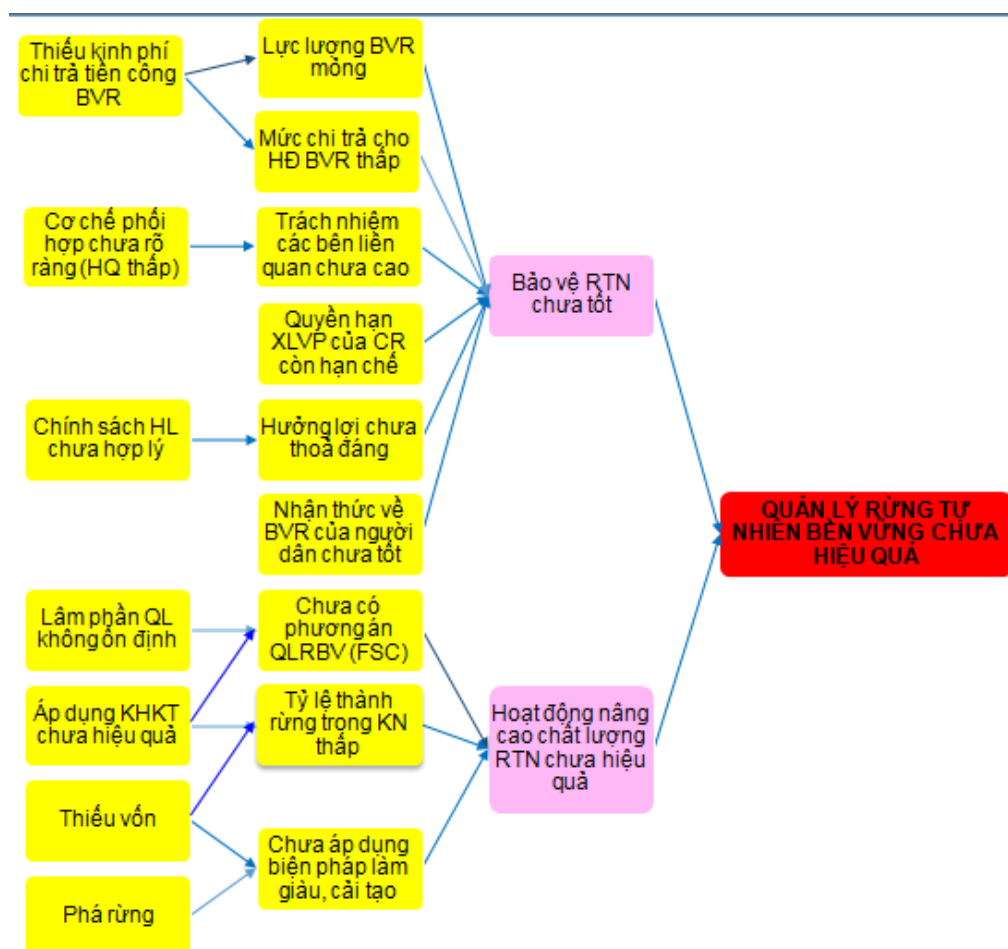 Thiếu kinh phí
chi trả tiền công
BVR
Lực lượng BVR
mỏng
Mức chi trả cho
HĐ BVR thấp
Cơ chế phối
hợp chưa rõ
ràng (HQ thấp)
Trách nhiệm
các bên liên
quan chưa cao
Quyền hạn
XLVP của CR
còn hạn chế
Chính sách HL
chưa hợp lý
Hưởng lợi chưa
thoả đáng
Nhận thức về
BVR của người
dân chưa tốt
Lâm phần QL
không ổn định
Chưa có
phương án
QLRBV (FSC)
Áp dụng KHKT
chưa hiệu quả
Tỷ lệ thành
rừng trong KN
thấp
Thiếu vốn
Chưa áp dụng
biện pháp làm
giàu, cải tạo
Phá rừng
Bảo vệ RTN
chưa tốt
Hoạt động nâng
cao chất lượng
RTN chưa hiệu
quả
QUẢN LÝ RỪNG TỰ
NHIÊN BỀN VỮNG CHƯA
HIỆU QUẢ